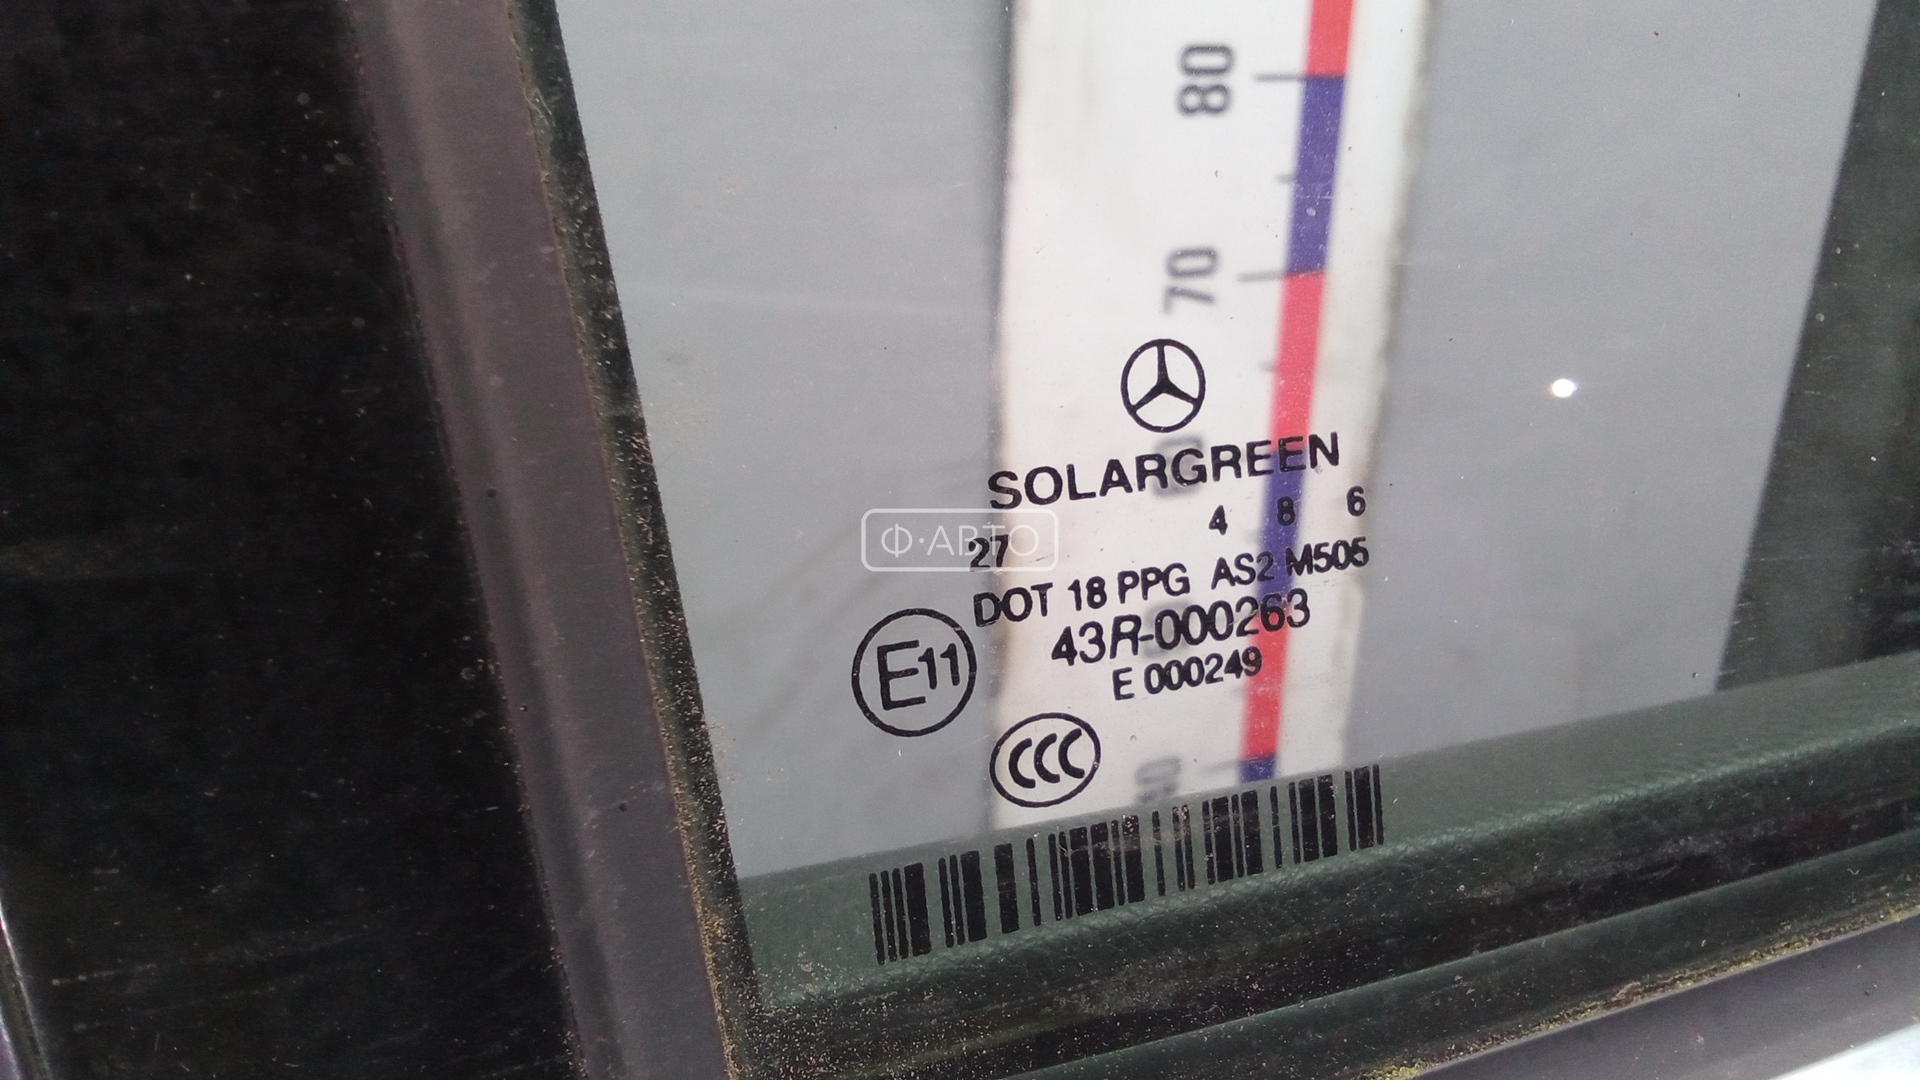 80
70
SOLARGREEN
4 8 6
27
Ф·АВТО
DOT 18 PPG AS2 M505
43R-000263
E11
E 000249
CCC